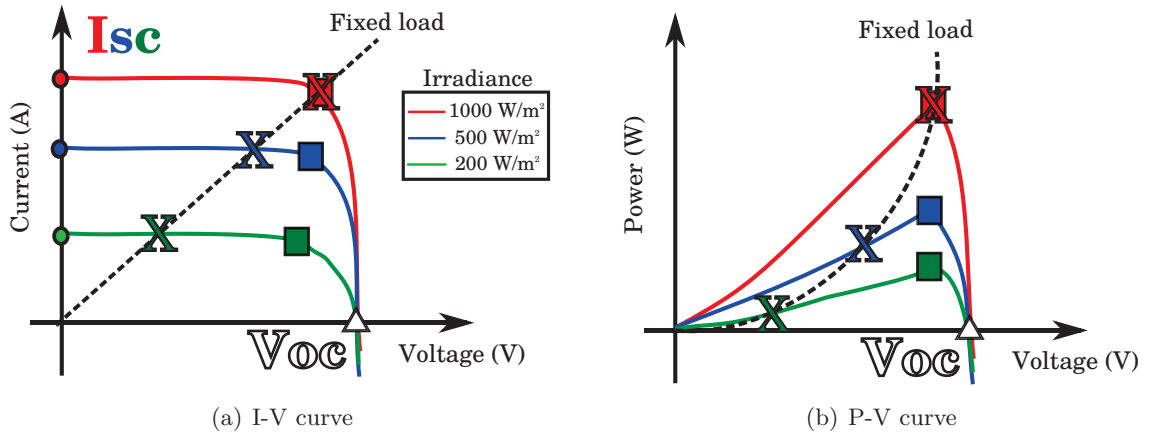 Isc
Fixed load
Current (A)
Irradiance
1000 W/m²
500 W/m²
200 W/m²
X
X
X
Voc
Voltage (V)
(a) I-V curve
Fixed load
Power (W)
X
X
X
Voc
Voltage (V)
(b) P-V curve